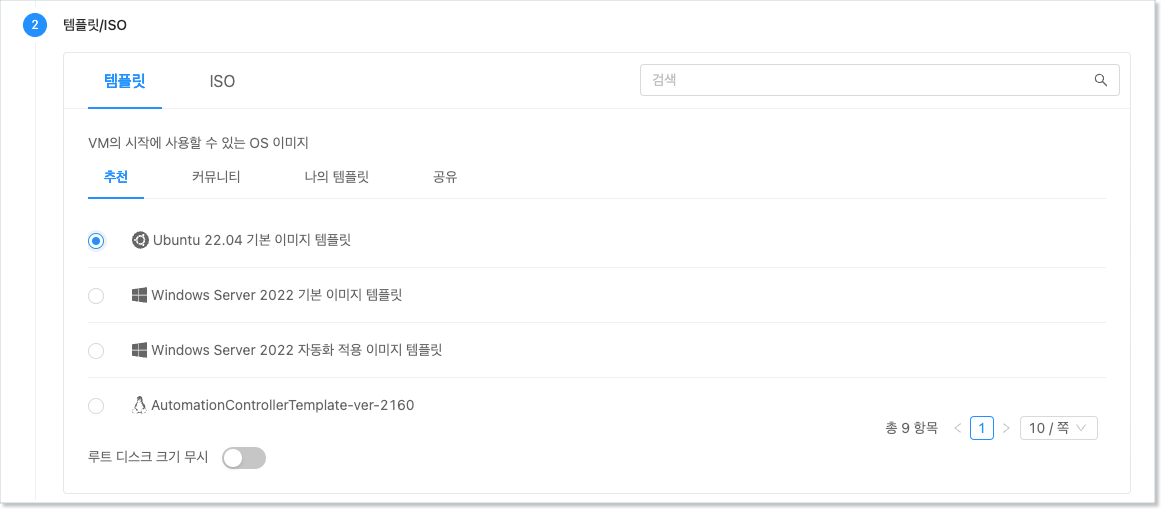 2 템플릿/ISO
템플릿 ISO 검색
VM의 시작에 사용할 수 있는 OS 이미지
추천 커뮤니티 나의 템플릿 공유
Ubuntu 22.04 기본 이미지 템플릿
Windows Server 2022 기본 이미지 템플릿
Windows Server 2022 자동화 적용 이미지 템플릿
AutomationControllerTemplate-ver-2160
총 9 항목 < 1 > 10 / 쪽
루트 디스크 크기 무시